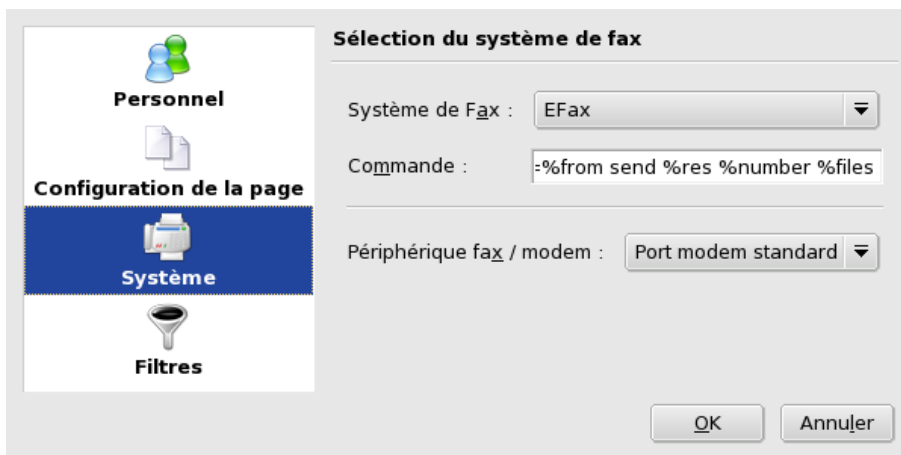 Personnel
Configuration de la page
Système
Filtres
Sélection du système de fax
Système de Fax : EFax
Commande : =%from send %res %number %files
Périphérique fax / modem : Port modem standard
OK Annuler